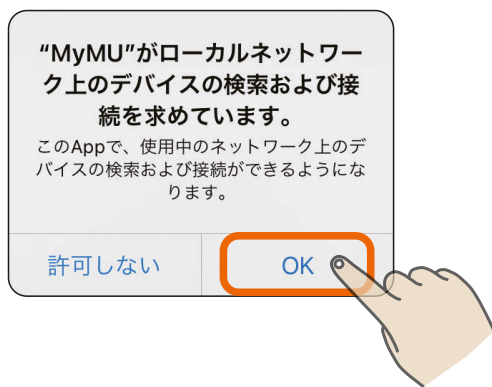 “MyMU”がローカルネットワー
ク上のデバイスの検索および接
続を求めています。
このAppで、使用中のネットワーク上のデ
バイスの検索および接続ができるようにな
ります。
許可しない
OK